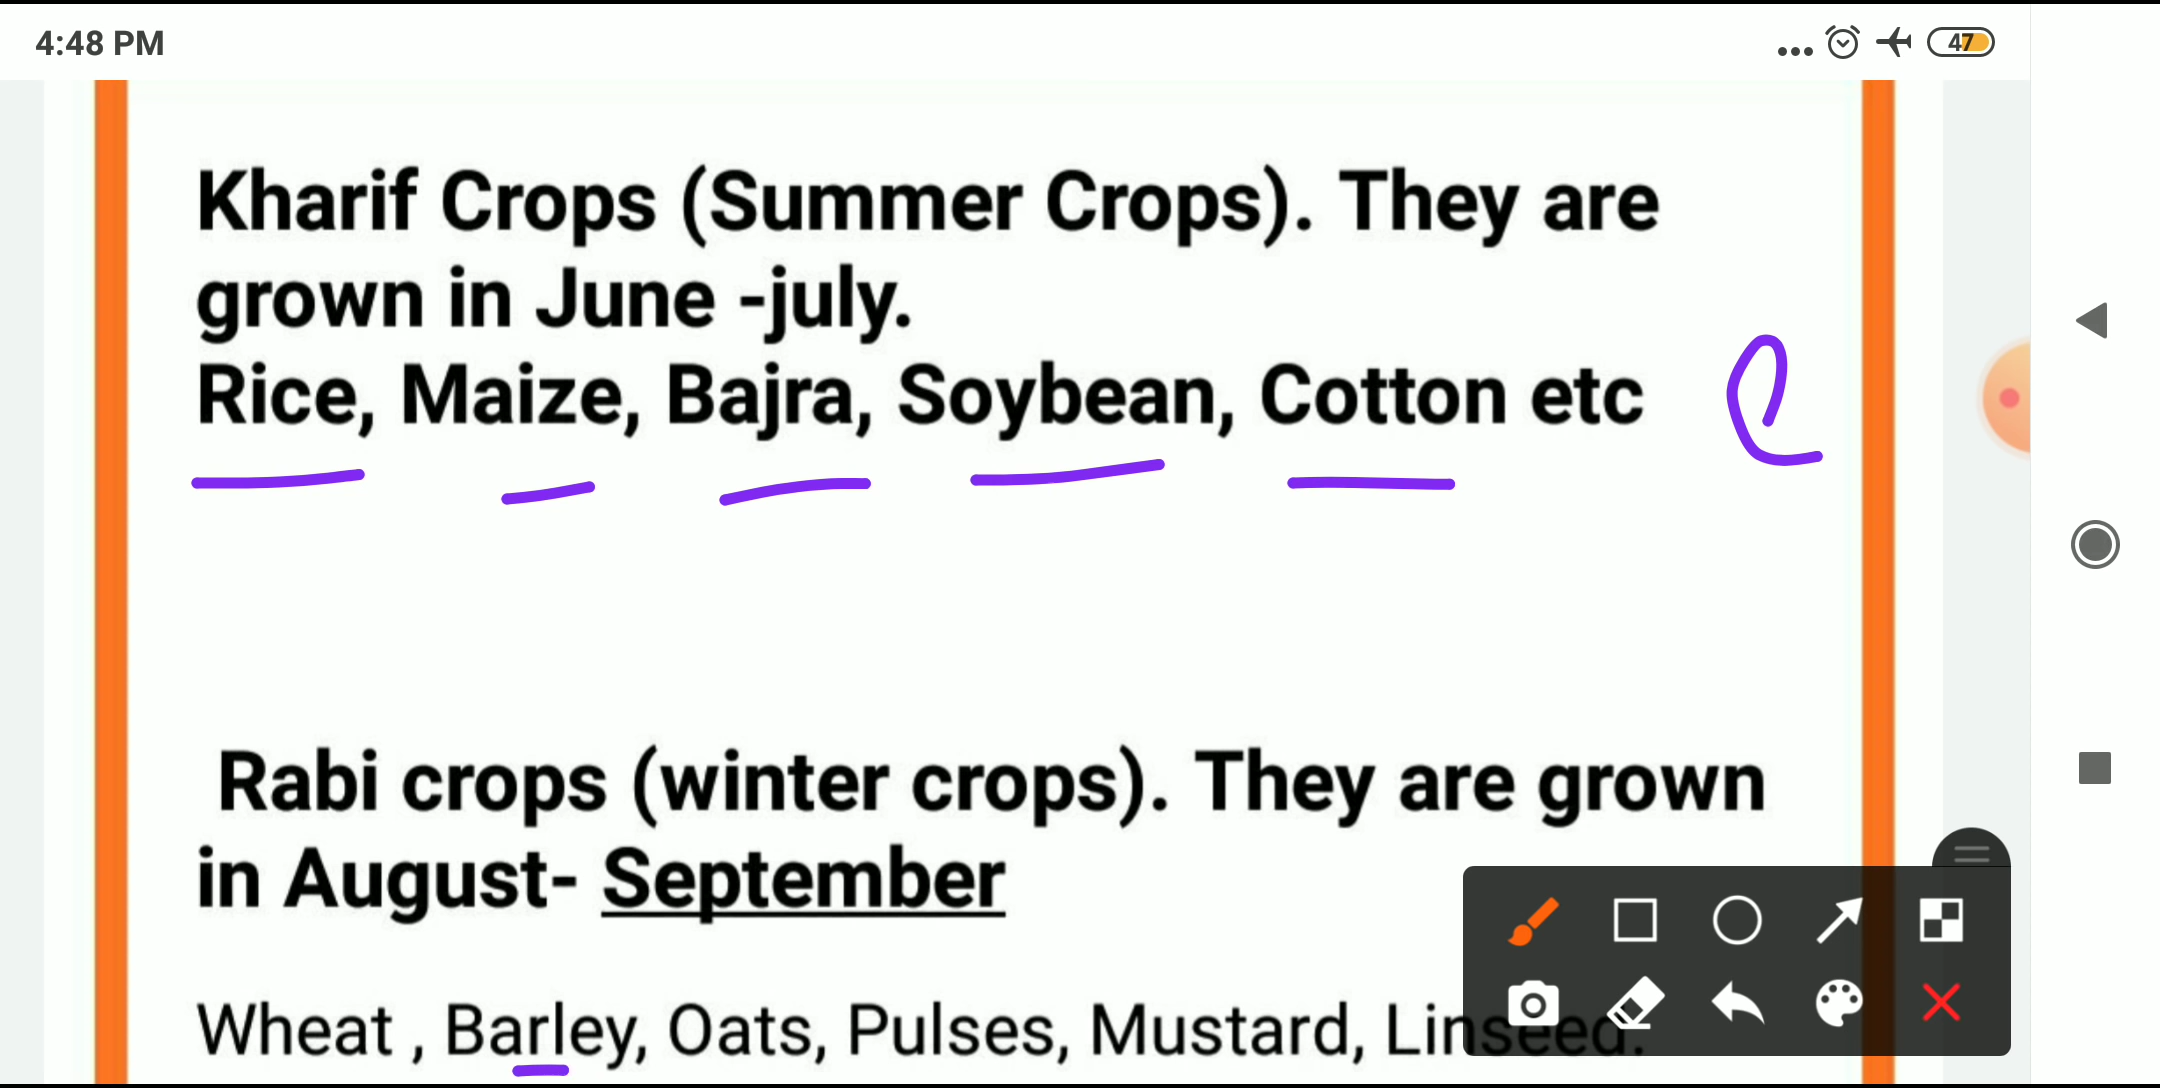 4:48 PM
47
Kharif Crops (Summer Crops). They are
grown in June -july.
Rice, Maize, Bajra, Soybean, Cotton etc
Rabi crops (winter crops). They are grown
in August- September
Wheat , Barley, Oats, Pulses, Mustard, Linseed.